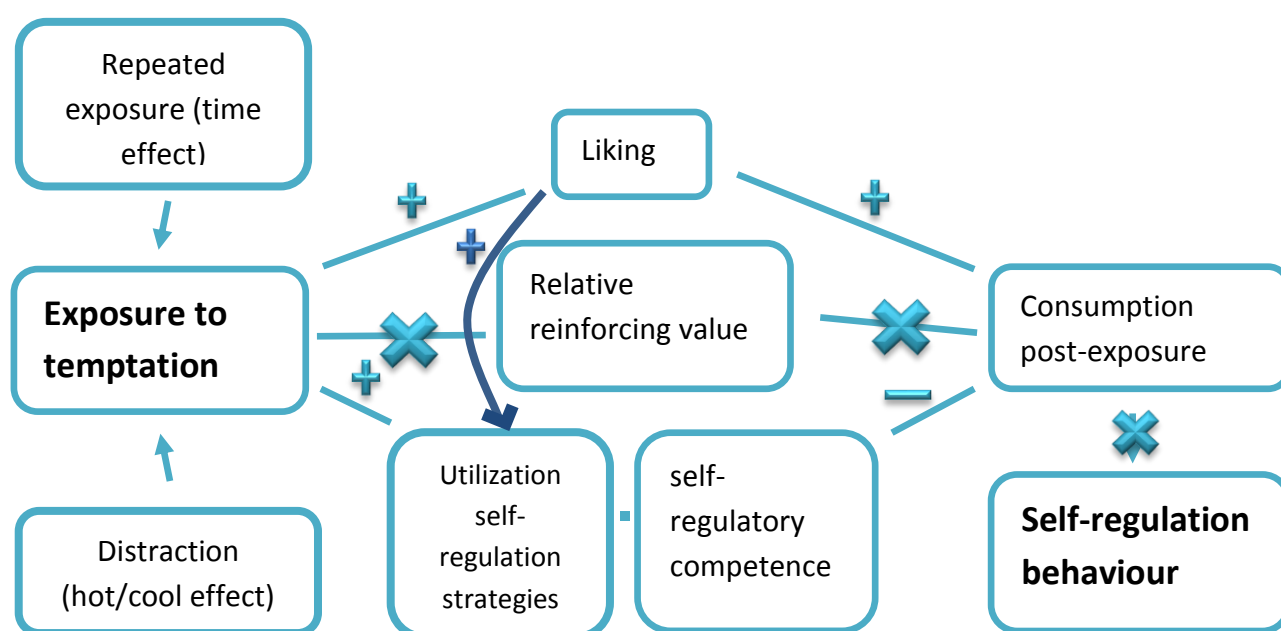 Repeated
exposure (time
effect)
Liking
Exposure to
temptation
Relative
reinforcing value
Consumption
post-exposure
Utilization
self-
regulation
strategies
self-
regulatory
competence
Self-regulation
behaviour
Distraction
(hot/cool effect)